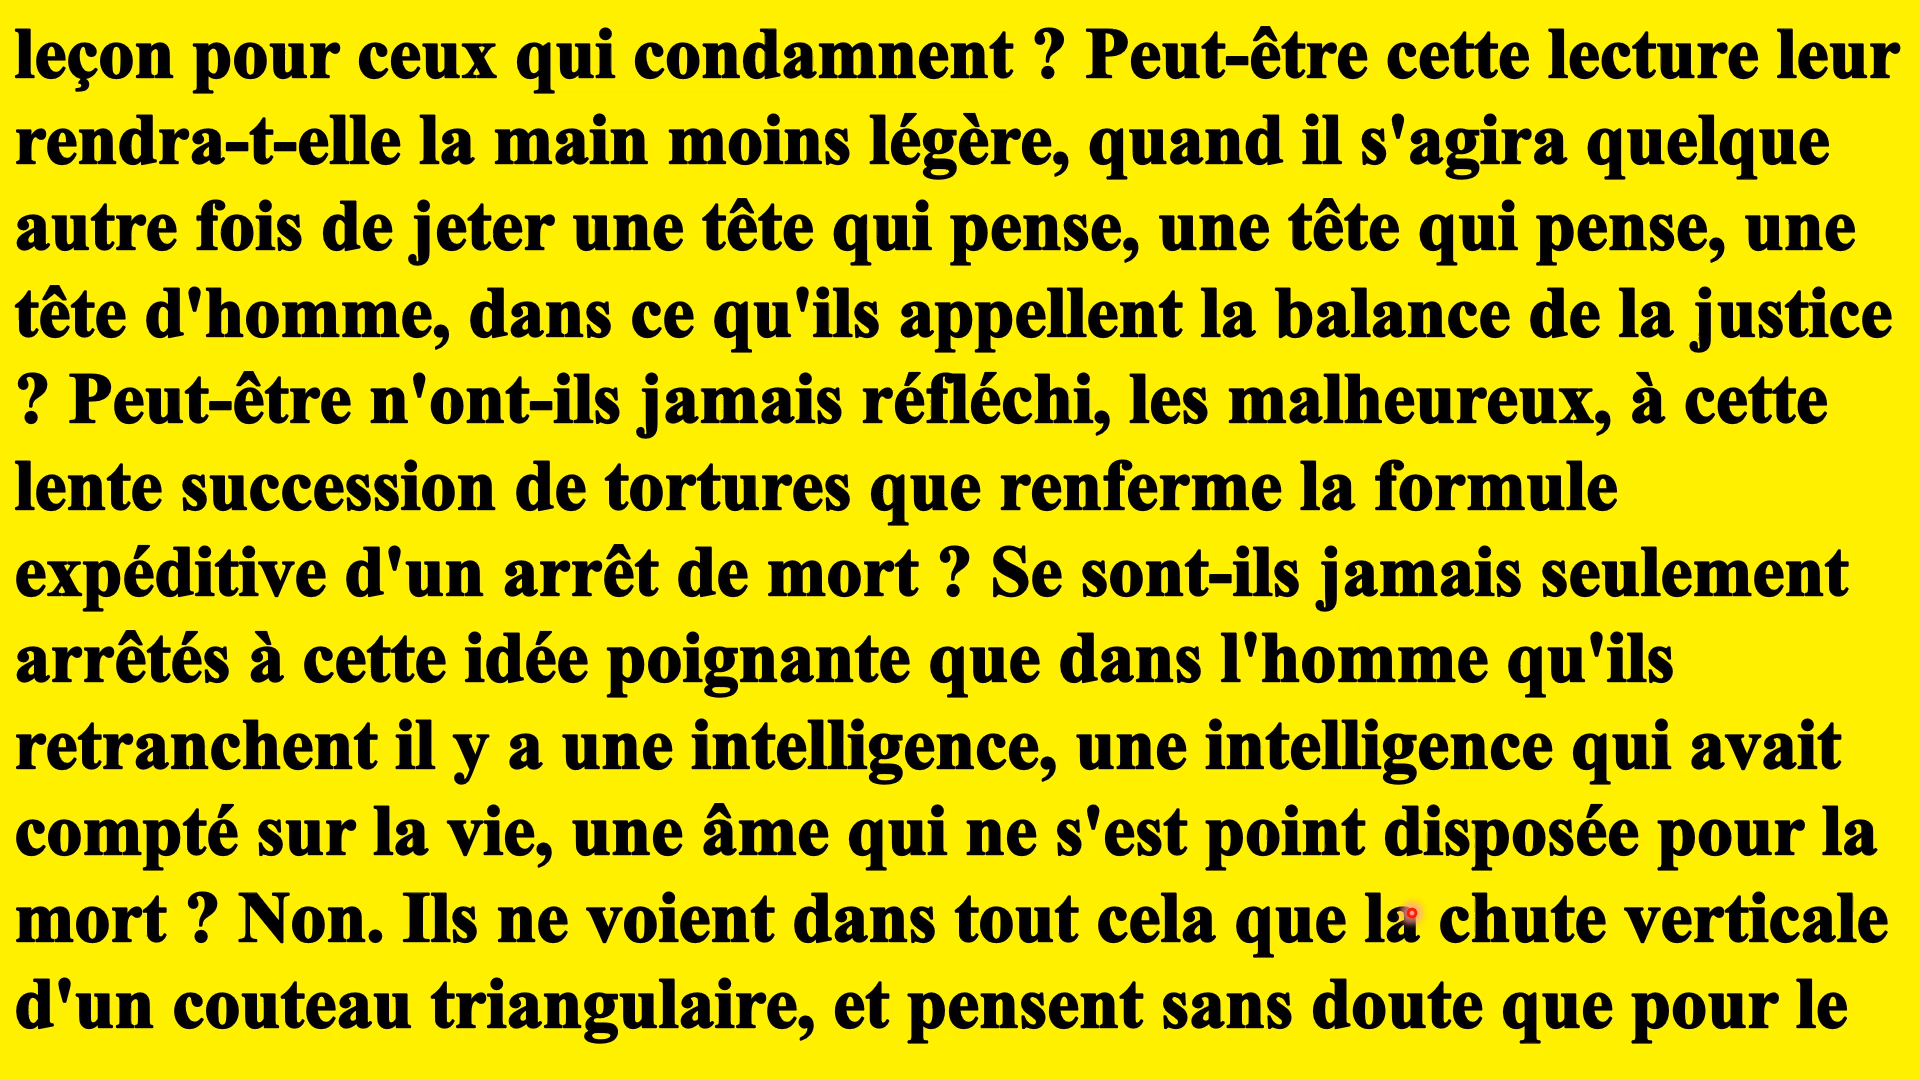 leçon pour ceux qui condamnent ? Peut-être cette lecture leur
rendra-t-elle la main moins légère, quand il s'agira quelque
autre fois de jeter une tête qui pense, une tête qui pense, une
tête d'homme, dans ce qu'ils appellent la balance de la justice
? Peut-être n'ont-ils jamais réfléchi, les malheureux, à cette
lente succession de tortures que renferme la formule
expéditive d'un arrêt de mort ? Se sont-ils jamais seulement
arrêtés à cette idée poignante que dans l'homme qu'ils
retranchent il y a une intelligence, une intelligence qui avait
compté sur la vie, une âme qui ne s'est point disposée pour la
mort ? Non. Ils ne voient dans tout cela que la chute verticale
d'un couteau triangulaire, et pensent sans doute que pour le